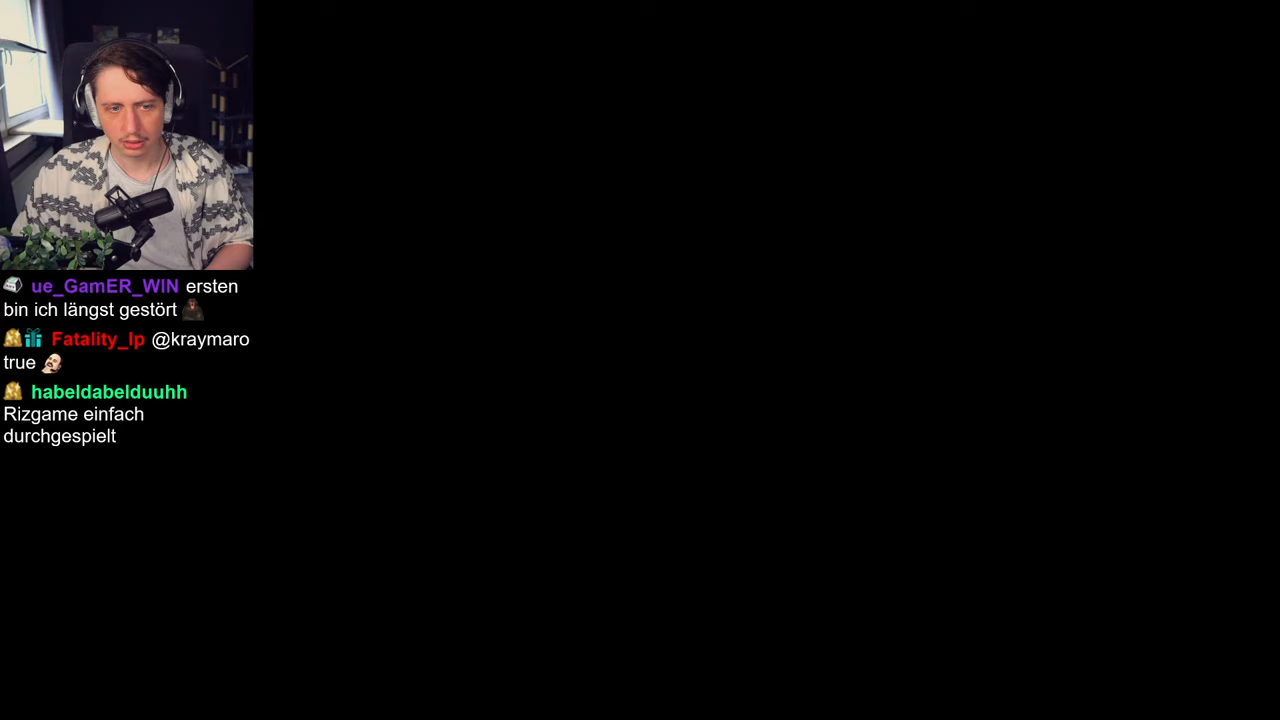 ue_GamER_WIN ersten
bin ich längst gestört
Fatality_lp @kraymaro
true
habeldabelduuhh
Rizgame einfach
durchgespielt